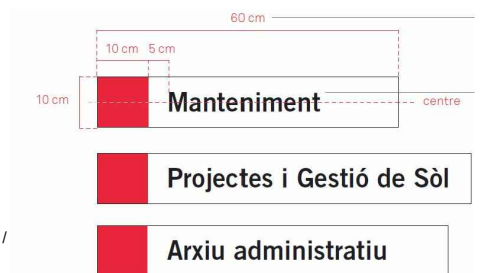 60 cm
10 cm 5 cm
10 cm
Manteniment
centre
Projectes i Gestió de Sòl
/
Arxiu administratiu